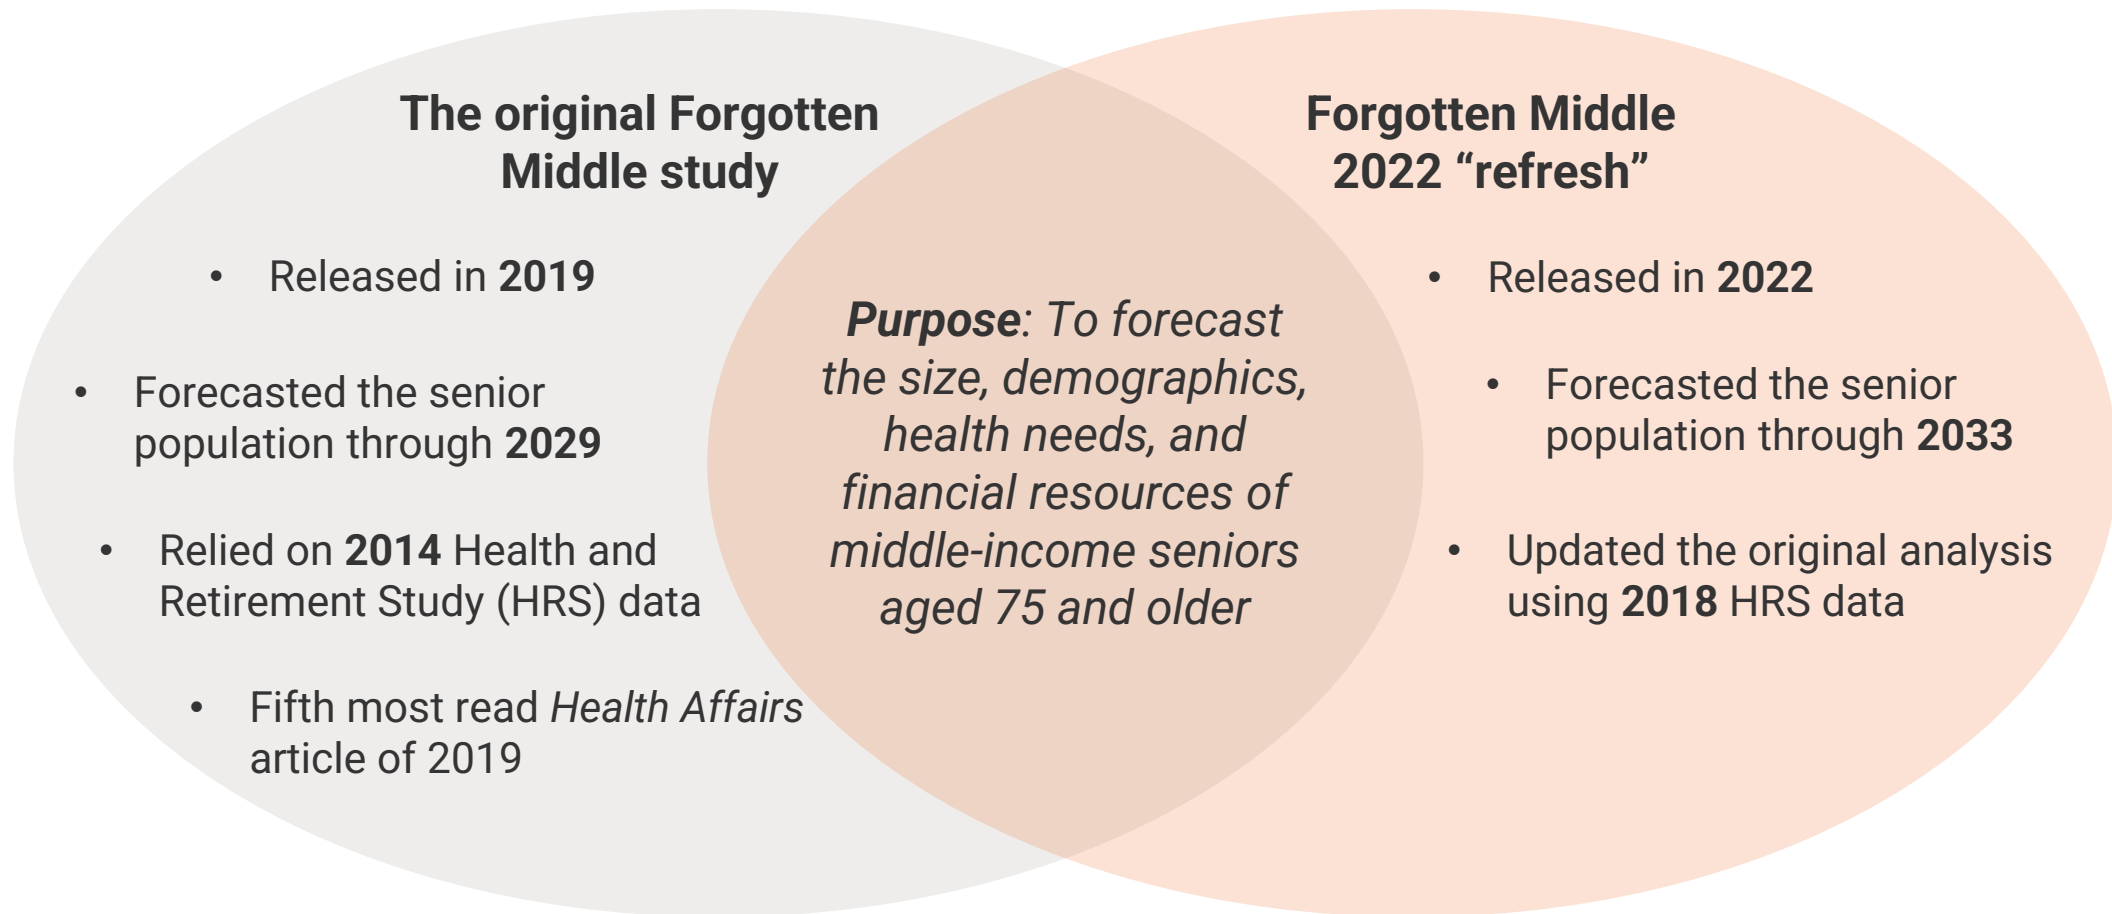 The original Forgotten
Middle study
• Released in 2019
• Forecasted the senior
population through 2029
• Relied on 2014 Health and
Retirement Study (HRS) data
• Fifth most read Health Affairs
article of 2019
Purpose: To forecast
the size, demographics,
health needs, and
financial resources of
middle-income seniors
aged 75 and older
Forgotten Middle
2022 “refresh”
• Released in 2022
• Forecasted the senior
population through 2033
• Updated the original analysis
using 2018 HRS data